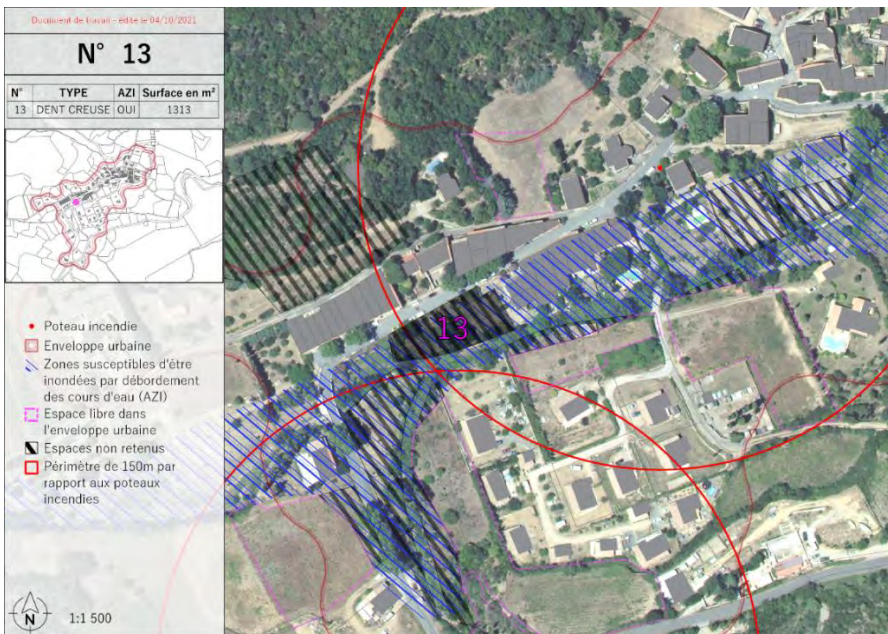 Document de travail - édité le 04/10/2021
N° 13
N° TYPE AZI Surface en m²
13 DENT CREUSE OUI 1313
Poteau incendie
Enveloppe urbaine
Zones susceptibles d'être
inondées par débordement
des cours d'eau (AZI)
Espace libre dans
l'enveloppe urbaine
Espaces non retenus
Périmètre de 150m par
rapport aux poteaux
incendies
N
1:1 500
13